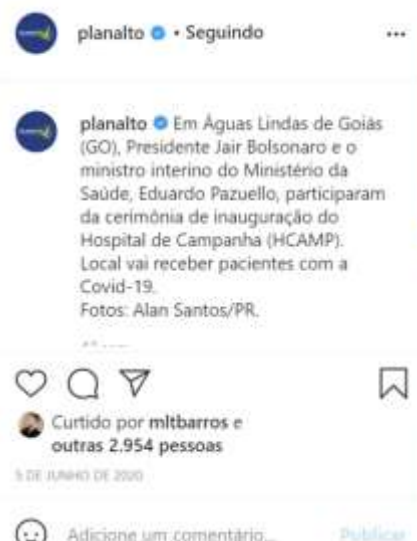 planalto • Seguindo
planalto Em Águas Lindas de Goiás
(GO), Presidente Jair Bolsonaro e o
ministro interino do Ministério da
Saúde, Eduardo Pazuello, participaram
da cerimônia de inauguração do
Hospital de Campanha (HCAMP).
Local vai receber pacientes com a
Covid-19.
Fotos: Alan Santos/PR.
Curtido por mltbarros e
outras 2.954 pessoas
5 DE JUNHO DE 2020
Adicione um comentário... Publicar